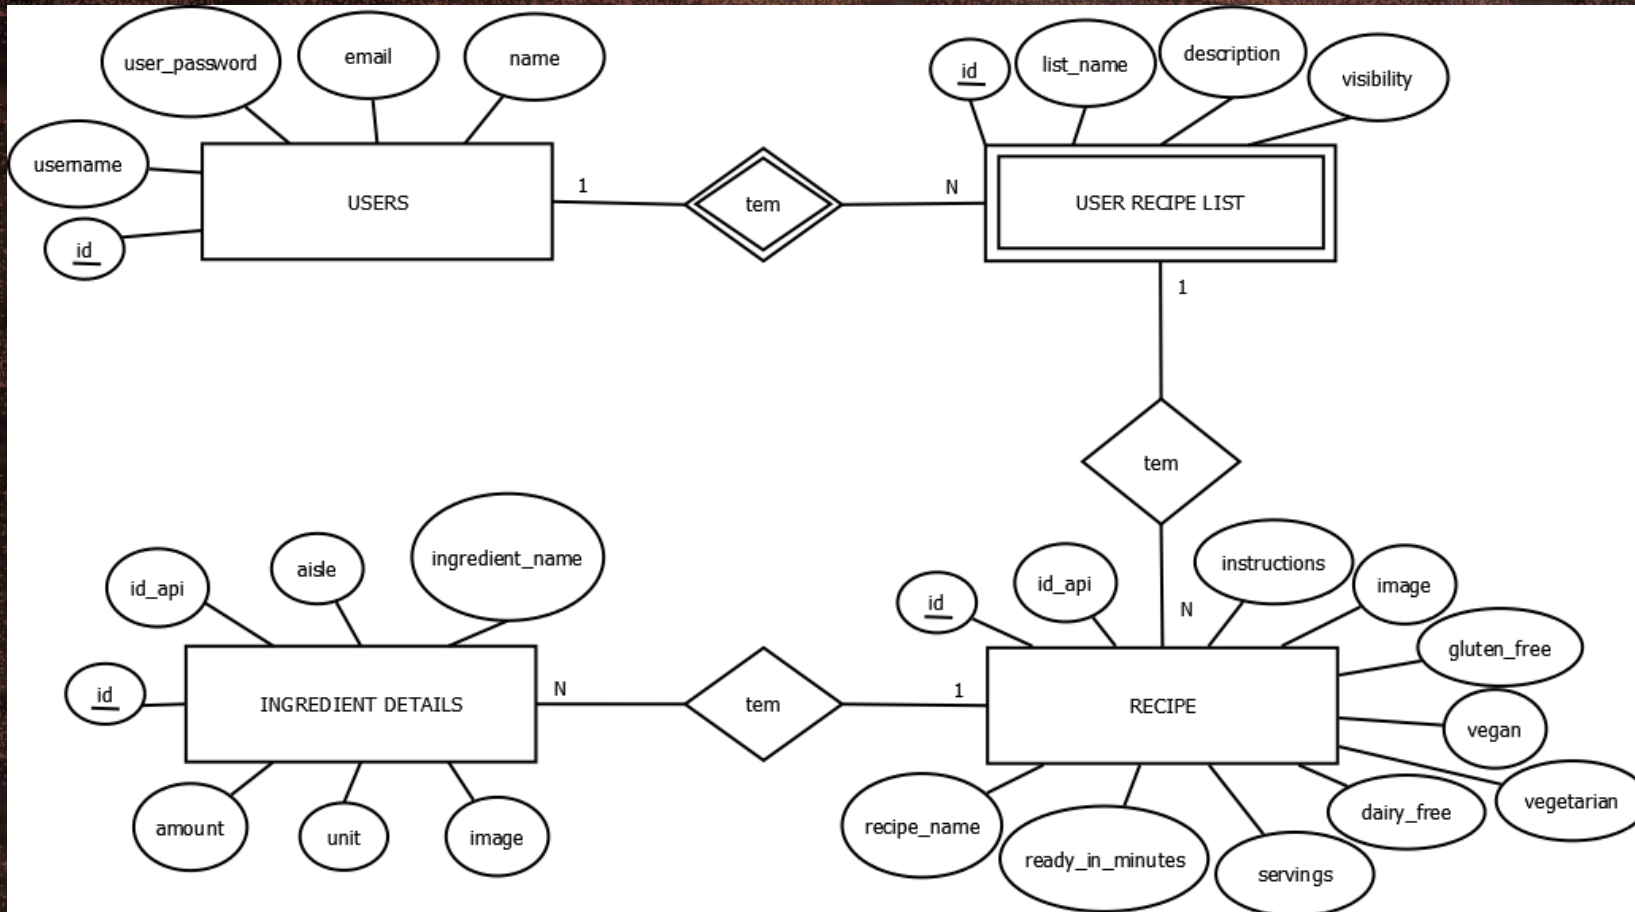 user_password
email
name
username
id
USERS
1
tem
N
id
list_name
description
visibility
USER RECIPE LIST
1
tem
N
id_api
aisle
ingredient_name
id
INGREDIENT DETAILS
amount
unit
image
N
tem
1
id
id_api
instructions
image
gluten_free
vegan
vegetarian
dairy_free
RECIPE
recipe_name
ready_in_minutes
servings